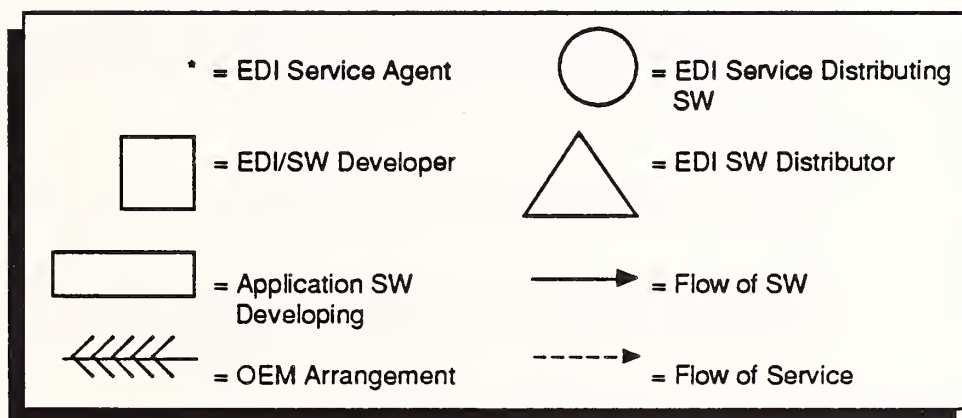 * = EDI Service Agent
= EDI Service Distributing
SW
= EDI/SW Developer
= EDI SW Distributor
= Application SW
Developing
= Flow of SW
= OEM Arrangement
= Flow of Service